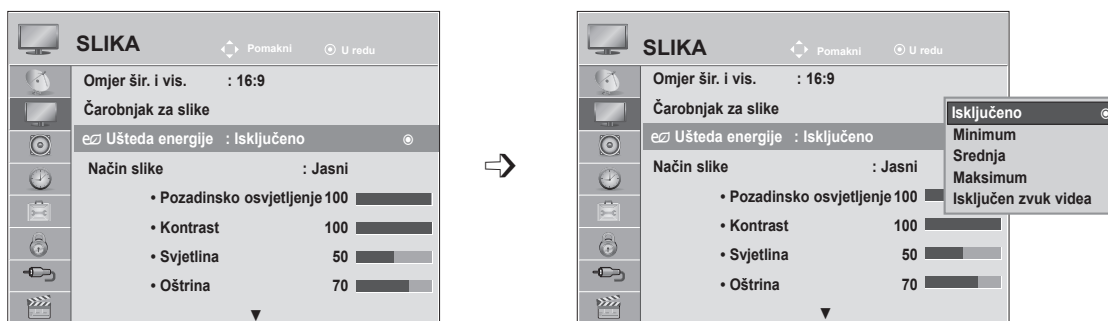 SLIKA
Pomakni
U redu
Omjer šir. i vis. : 16:9
Čarobnjak za slike
e Ušteda energije : Isključeno
Način slike : Jasni
• Pozadinsko osvjetljenje 100
• Kontrast 100
• Svjetlina 50
• Oštrina 70
SLIKA
Pomakni
U redu
Omjer šir. i vis. : 16:9
Čarobnjak za slike
e Ušteda energije : Isključeno
Način slike : Jasni
• Pozadinsko osvjetljenje 100
• Kontrast 100
• Svjetlina 50
• Oštrina 70
Isključeno
Minimum
Srednja
Maksimum
Isključen zvuk videa